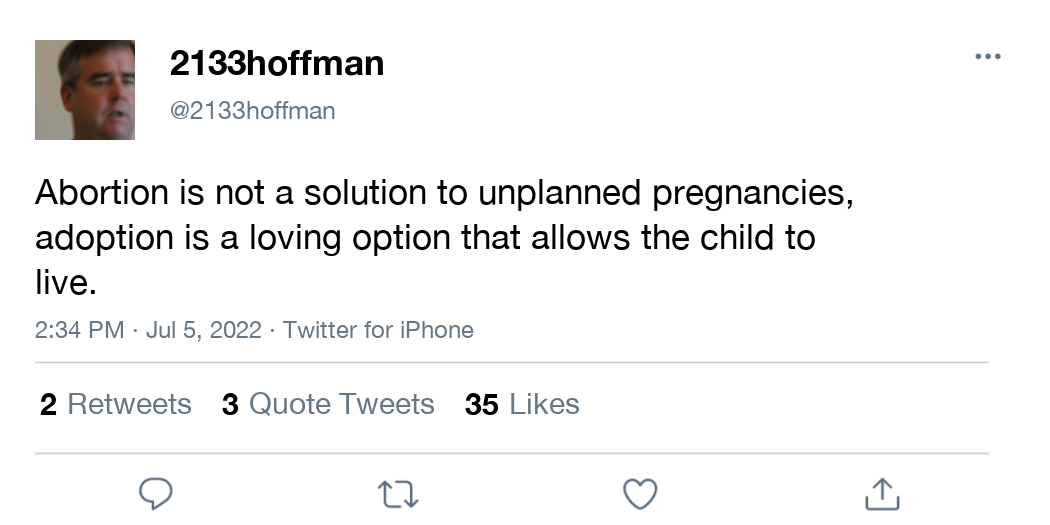 2133hoffman
@2133hoffman
Abortion is not a solution to unplanned pregnancies,
adoption is a loving option that allows the child to
live.
2:34 PM · Jul 5, 2022 · Twitter for iPhone
2 Retweets 3 Quote Tweets 35 Likes